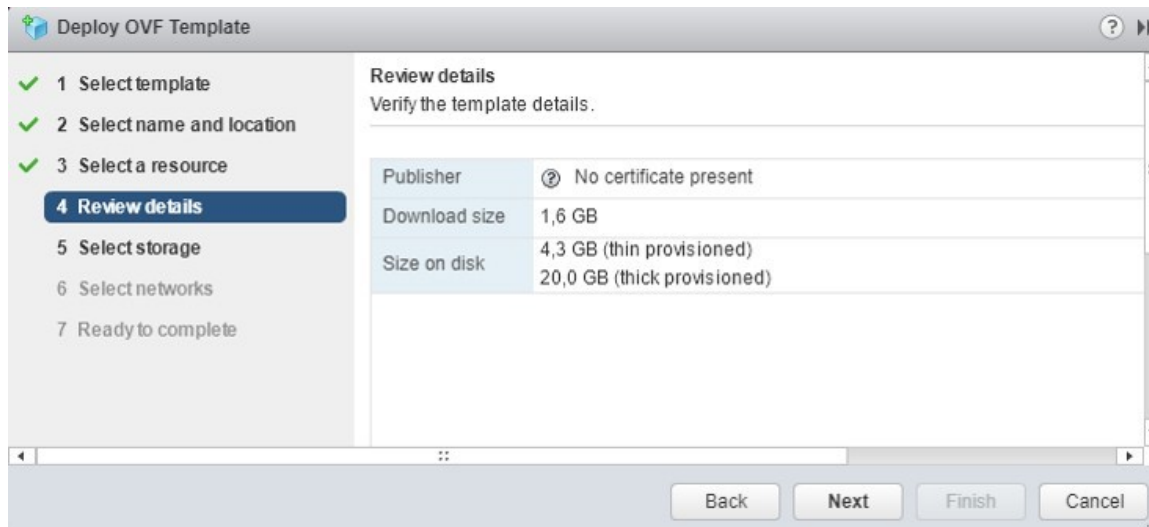 Deploy OVF Template
1 Select template
2 Select name and location
3 Select a resource
4 Review details
5 Select storage
6 Select networks
7 Ready to complete
Review details
Verify the template details.
Publisher
No certificate present
Download size
1,6 GB
Size on disk
4,3 GB (thin provisioned)
20,0 GB (thick provisioned)
Back
Next
Finish
Cancel